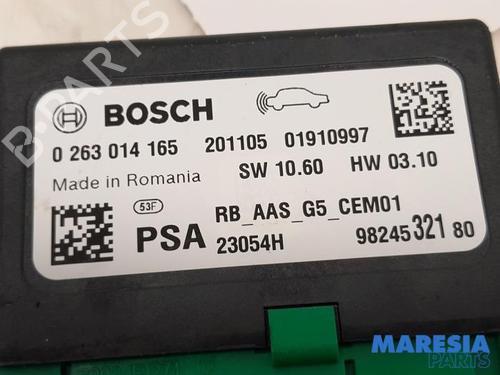 BOSCH
0 263 014 165 201105 01910997
Made in Romania SW 10.60 HW 03.10
53F RB_AAS_G5_CEM01
PSA 23054H 98245 321 80
B-PARTS
MARESIA
PARTS